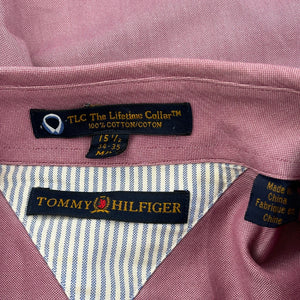 TLC The Lifetime Collar™
100% COTTON/COTON
15½
34-35
TOMMY HILFIGER
Made in
China
Fabriqué en
Chine